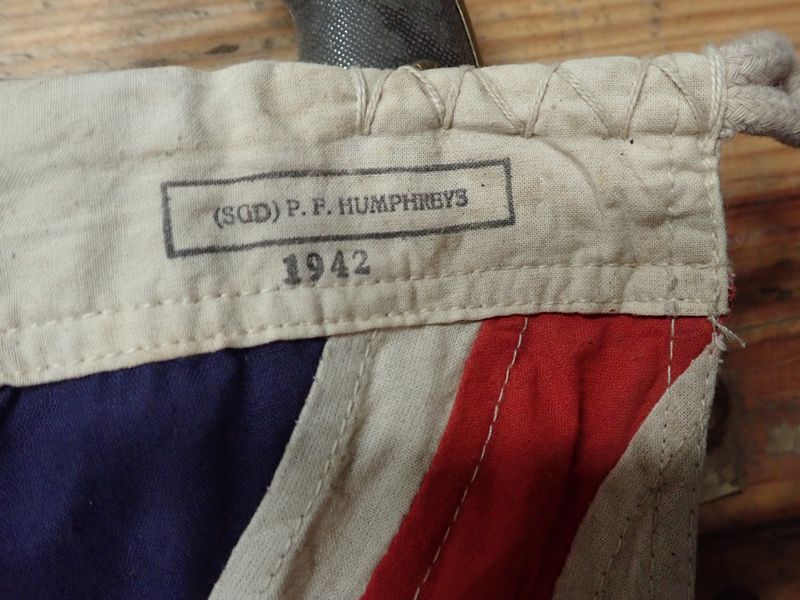 (SGD) P. F. HUMPHREYS
1942